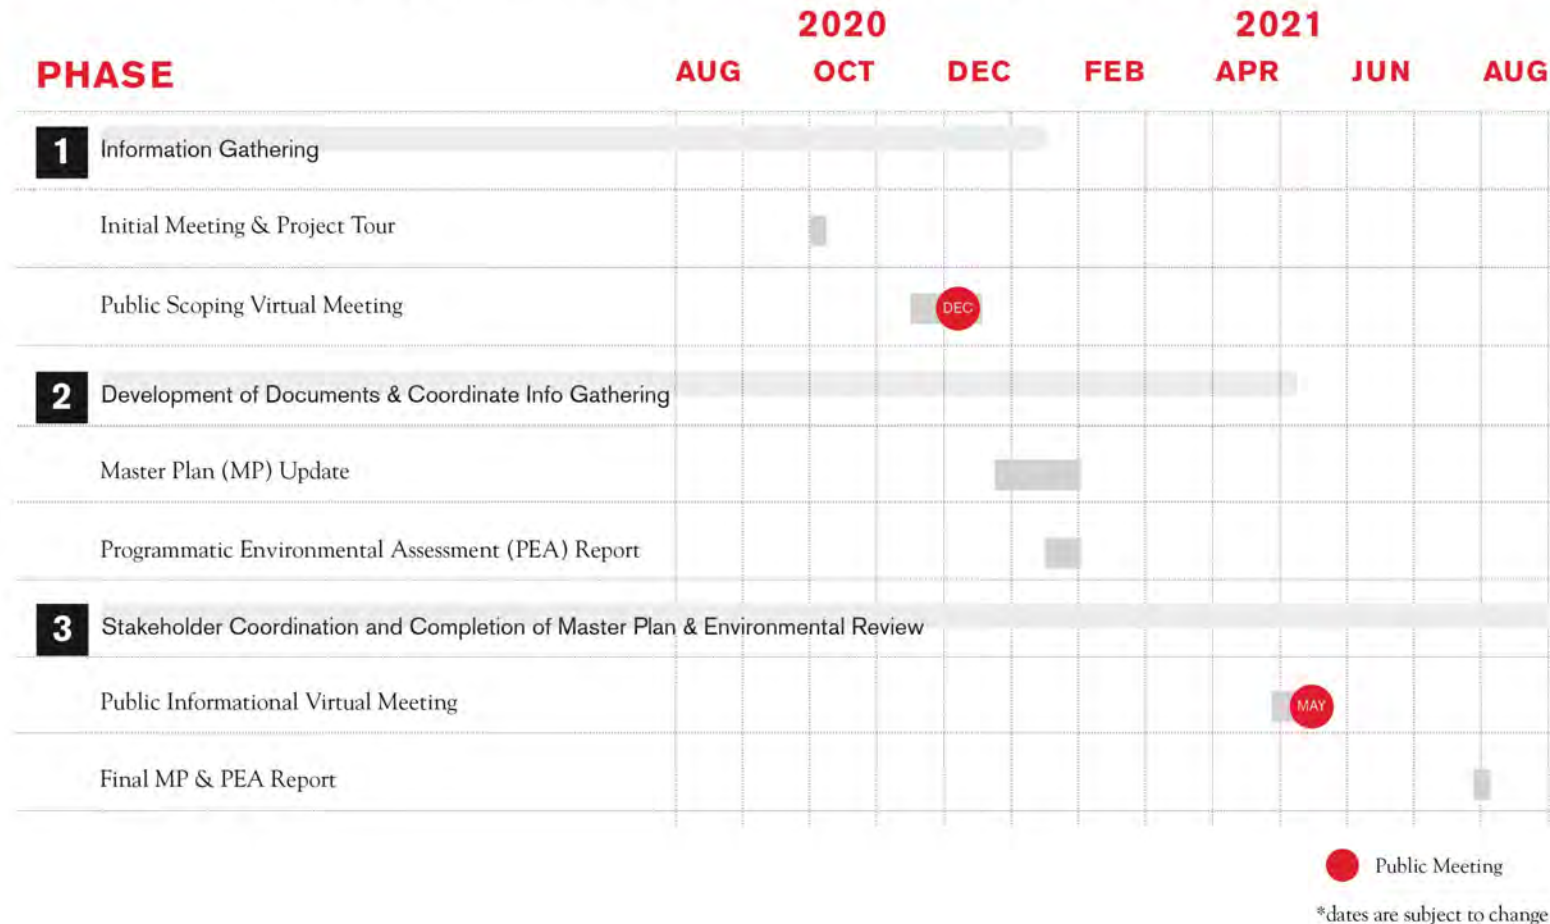 2020 2021
PHASE AUG OCT DEC FEB APR JUN AUG
1 Information Gathering
Initial Meeting & Project Tour
Public Scoping Virtual Meeting DEC
2 Development of Documents & Coordinate Info Gathering
Master Plan (MP) Update
Programmatic Environmental Assessment (PEA) Report
3 Stakeholder Coordination and Completion of Master Plan & Environmental Review
Public Informational Virtual Meeting MAY
Final MP & PEA Report
Public Meeting
*dates are subject to change